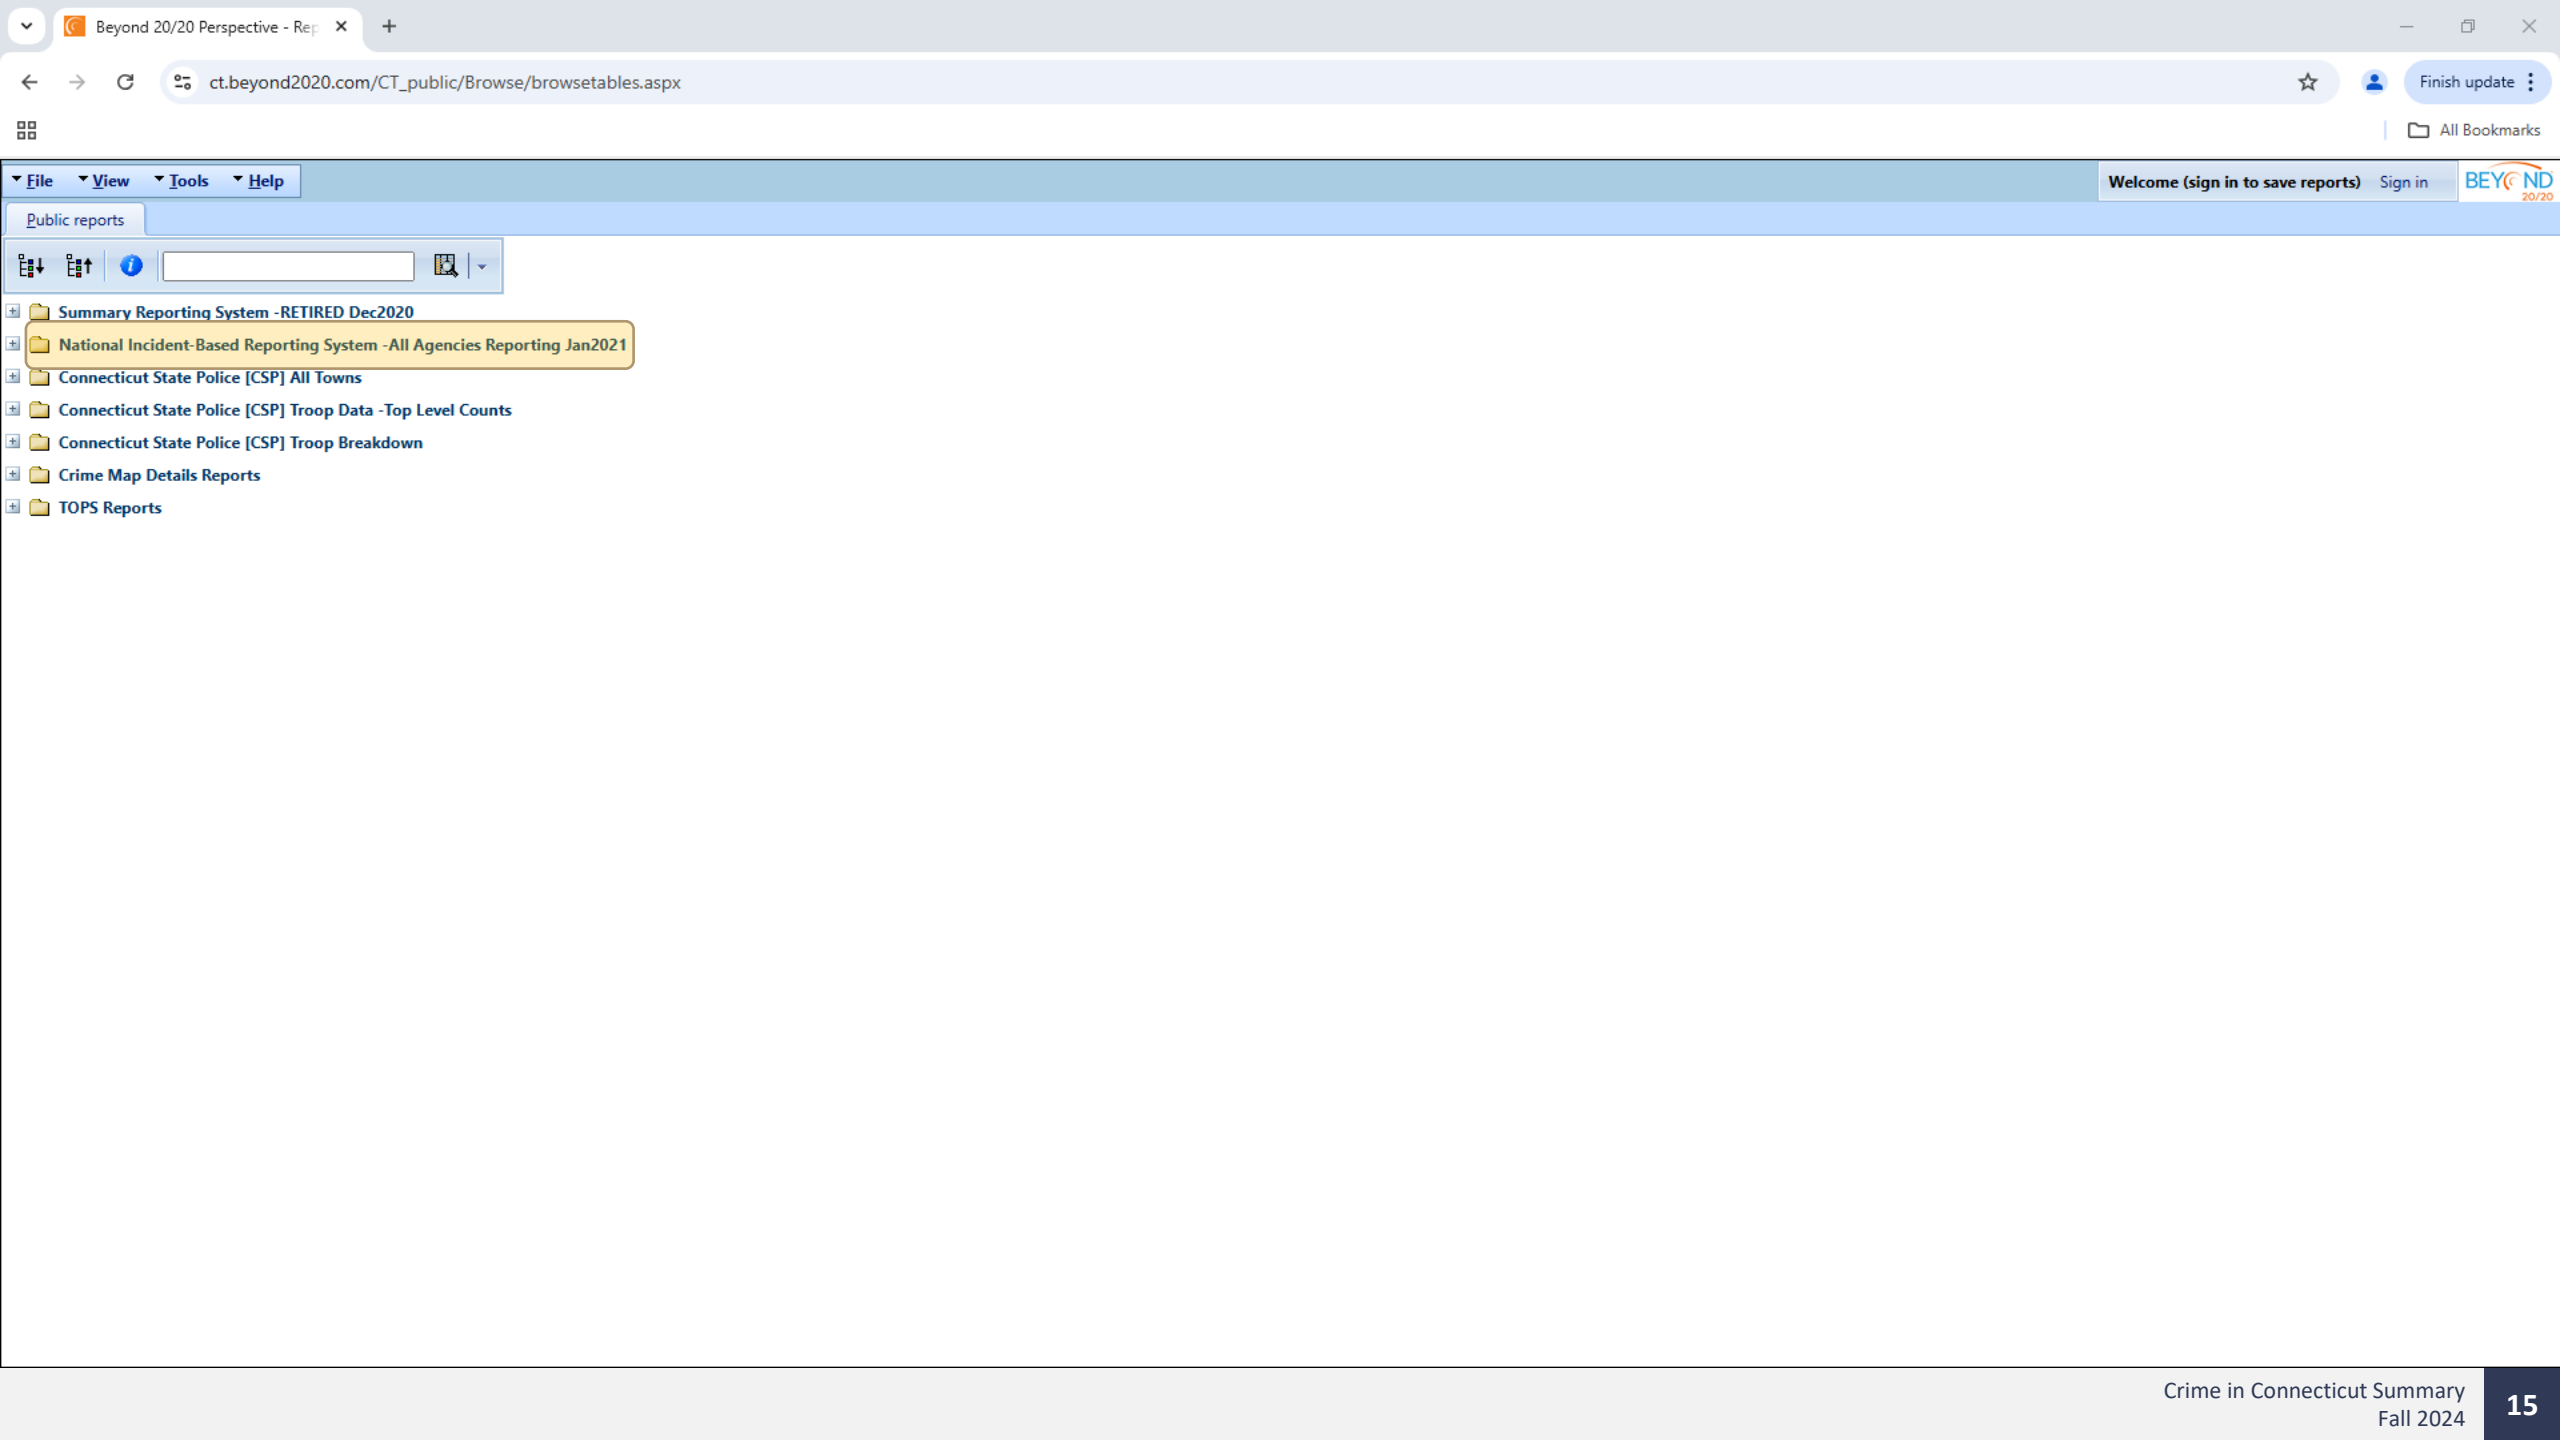 Beyond 20/20 Perspective - Rep
ct.beyond2020.com/CT_public/Browse/browsetables.aspx
Finish update
All Bookmarks
File View Tools Help
Welcome (sign in to save reports) Sign in
BEYOND
20/20
Public reports
Summary Reporting System -RETIRED Dec2020
National Incident-Based Reporting System -All Agencies Reporting Jan2021
Connecticut State Police [CSP] All Towns
Connecticut State Police [CSP] Troop Data -Top Level Counts
Connecticut State Police [CSP] Troop Breakdown
Crime Map Details Reports
TOPS Reports
Crime in Connecticut Summary
Fall 2024
15